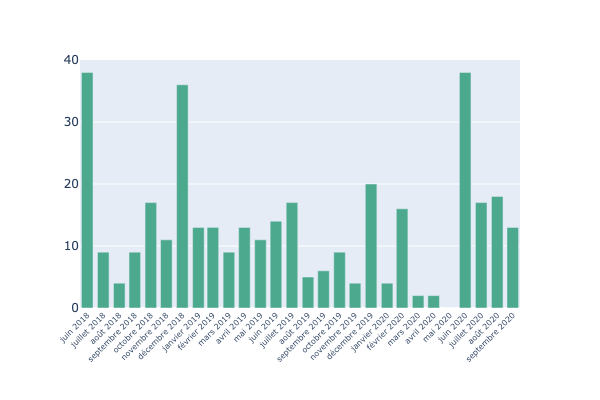 40
30
20
10
0
juin 2018
juillet 2018
août 2018
septembre 2018
octobre 2018
novembre 2018
décembre 2018
janvier 2019
février 2019
mars 2019
avril 2019
mai 2019
juin 2019
juillet 2019
août 2019
septembre 2019
octobre 2019
novembre 2019
décembre 2019
janvier 2020
février 2020
mars 2020
avril 2020
mai 2020
juin 2020
juillet 2020
août 2020
septembre 2020